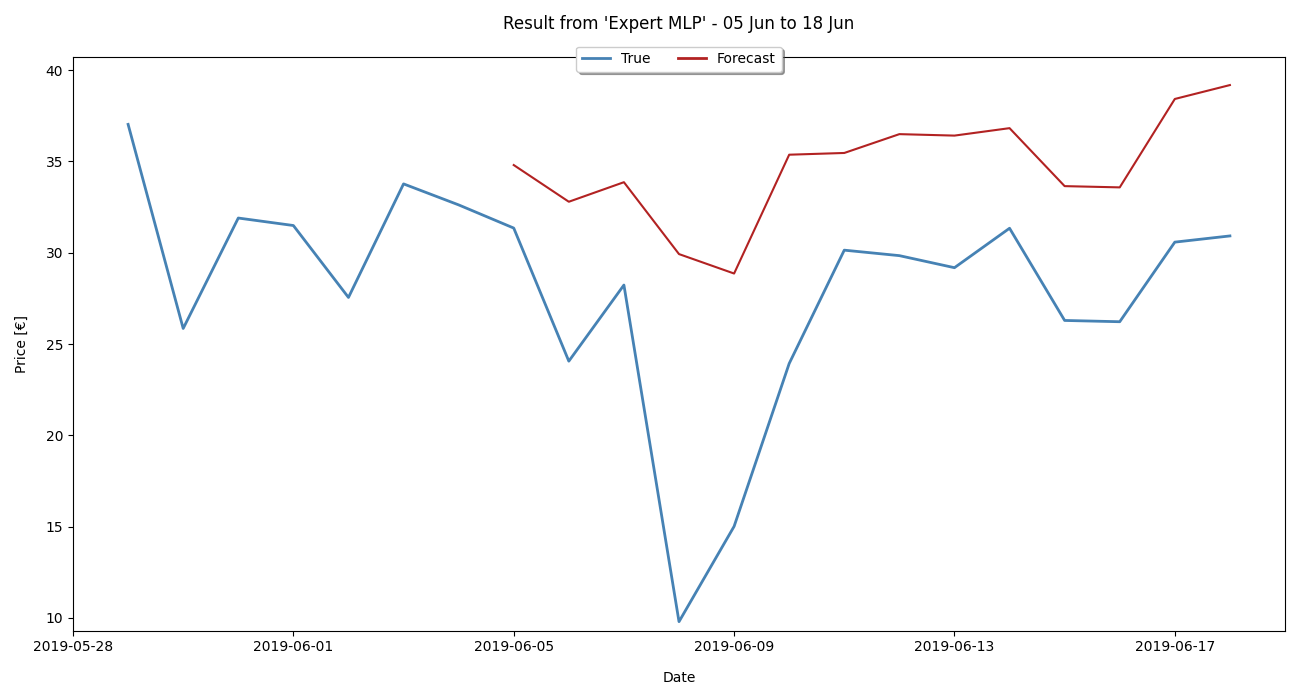 Result from 'Expert MLP' - 05 Jun to 18 Jun
True Forecast
40
35
30
25
20
15
10
Price [€]
2019-05-28 2019-06-01 2019-06-05 2019-06-09 2019-06-13 2019-06-17
Date